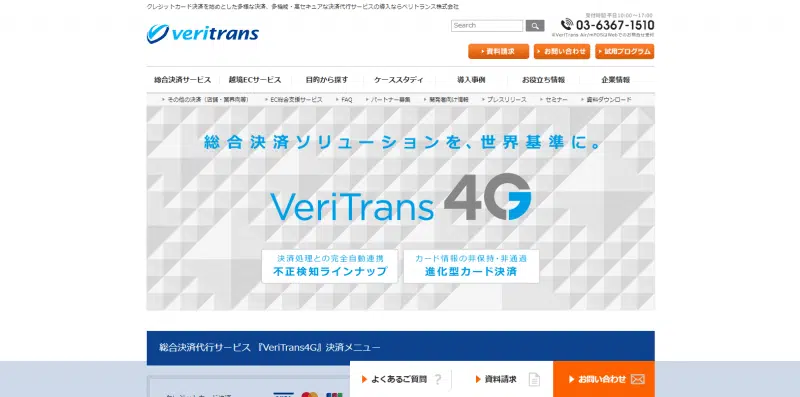 クレジットカード決済を始めとした多様な決済、多機能・高セキュアな決済代行サービスの導入ならベリトランス株式会社
veritrans
Search
受付時間:平日10:00〜17:00
03-6367-1510
※VeriTrans Air/mPOSはWebでのお問合せ受付
資料請求
お問い合わせ
試用プログラム
総合決済サービス
越境ECサービス
目的から探す
ケーススタディ
導入事例
お役立ち情報
企業情報
その他の決済（店舗・業界向等）
EC総合支援サービス
FAQ
パートナー募集
開発者向け情報
プレスリリース
セミナー
資料ダウンロード
総合決済ソリューションを、世界基準に。
VeriTrans 4G
決済処理との完全自動連携
不正検知ラインナップ
カード情報の非保持・非通過
進化型カード決済
総合決済代行サービス 『VeriTrans4G』決済メニュー
よくあるご質問
?
資料請求
お問い合わせ